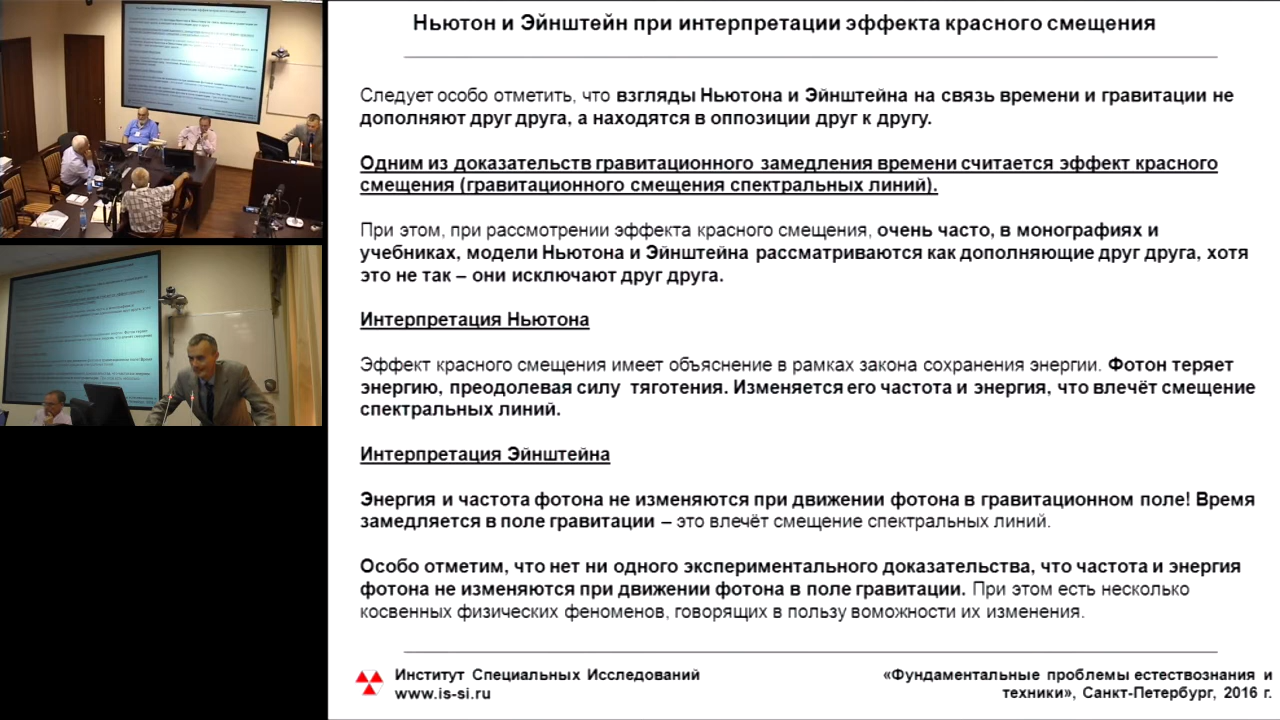 Ньютон и Эйнштейн при интерпретации эффекта красного смещения
Следует особо отметить, что взгляды Ньютона и Эйнштейна на связь времени и гравитации не
дополняют друг друга, а находятся в оппозиции друг к другу.
Одним из доказательств гравитационного замедления времени считается эффект красного
смещения (гравитационного смещения спектральных линий).
При этом, при рассмотрении эффекта красного смещения, очень часто, в монографиях и
учебниках, модели Ньютона и Эйнштейна рассматриваются как дополняющие друг друга, хотя
это не так – они исключают друг друга.
Интерпретация Ньютона
Эффект красного смещения имеет объяснение в рамках закона сохранения энергии. Фотон теряет
энергию, преодолевая силу тяготения. Изменяется его частота и энергия, что влечёт смещение
спектральных линий.
Интерпретация Эйнштейна
Энергия и частота фотона не изменяются при движении фотона в гравитационном поле! Время
замедляется в поле гравитации – это влечёт смещение спектральных линий.
Особо отметим, что нет ни одного экспериментального доказательства, что частота и энергия
фотона не изменяются при движении фотона в поле гравитации. При этом есть несколько
косвенных физических феноменов, говорящих в пользу воможности их изменения.
Институт Специальных Исследований
www.is-si.ru
«Фундаментальные проблемы естествознания и
техники», Санкт-Петербург, 2016 г.